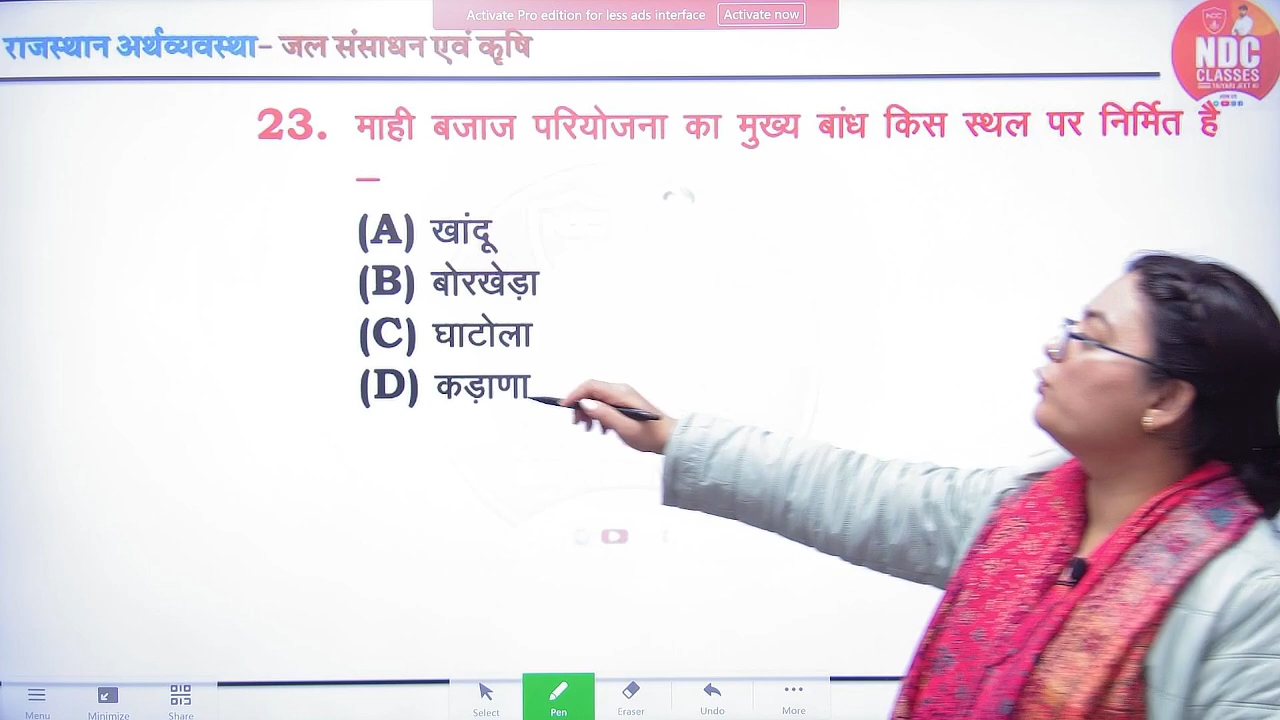 Activate Pro edition for less ads interface Activate now
राजस्थान अर्थव्यवस्था– जल संसाधन एवं कृषि
NDC
CLASSES
23. माही बजाज परियोजना का मुख्य बांध किस स्थल पर निर्मित है
–
(A) खांदू
(B) बोरखेड़ा
(C) घाटोला
(D) कड़ाणा
Menu Minimize Share Select Pen Eraser Undo More